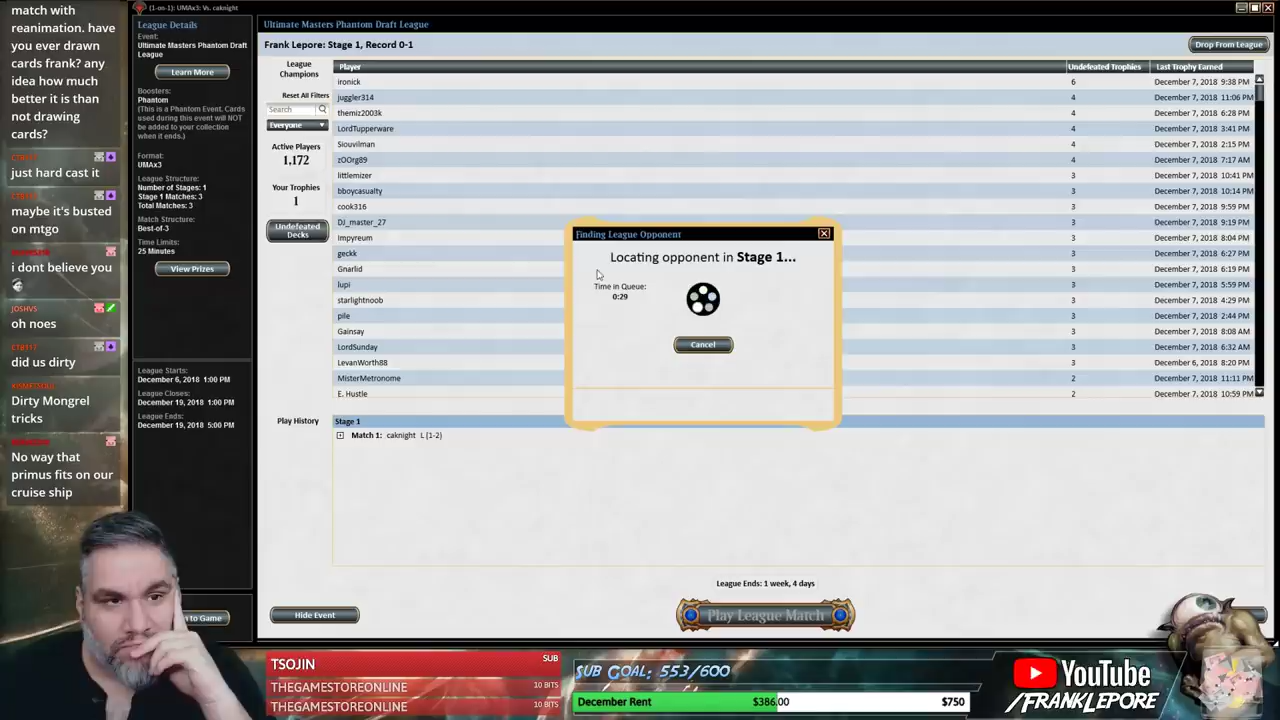 (1-on-1): UMAx3: Vs. caknight
match with
reanimation. have
you ever drawn
cards frank? any
idea how much
better it is than
not drawing
cards?
just hard cast it
maybe it's busted
on mtgo
i dont believe you
JOSHVS
oh noes
CTB311
did us dirty
Dirty Mongrel
tricks
No way that
primus fits on our
cruise ship
League Details
Event:
Ultimate Masters Phantom Draft
League
Learn More
Boosters:
Phantom
(This is a Phantom Event. Cards
used during this event will NOT
be added to your collection
when it ends.)
Format:
UMAx3
League Structure:
Number of Stages: 1
Stage 1 Matches: 3
Total Matches: 3
Match Structure:
Best-of-3
Time Limits:
25 Minutes
View Prizes
League Starts:
December 6, 2018 1:00 PM
League Closes:
December 19, 2018 1:00 PM
League Ends:
December 19, 2018 5:00 PM
to Game
Ultimate Masters Phantom Draft League
Frank Lepore: Stage 1, Record 0-1
Drop From League
League
Champions
Reset All Filters
Search
Everyone
Active Players
1,172
Your Trophies
1
Undefeated
Decks
Player Undefeated Trophies Last Trophy Earned
ironick 6 December 7, 2018 9:38 PM
juggler314 4 December 7, 2018 11:06 PM
themiz2003k 4 December 7, 2018 6:28 PM
LordTupperware 4 December 7, 2018 3:41 PM
Siouvilman 4 December 7, 2018 2:15 PM
zOOrg89 4 December 7, 2018 7:17 AM
littlemizer 3 December 7, 2018 10:41 PM
bboycasualty 3 December 7, 2018 10:14 PM
cook316 3 December 7, 2018 9:59 PM
DJ_master_27 3 December 7, 2018 9:19 PM
Impyreum 3 December 7, 2018 8:04 PM
geckk 3 December 7, 2018 6:27 PM
Gnarlid 3 December 7, 2018 6:08 PM
lupi 3 December 7, 2018 5:59 PM
starlightnoob 3 December 7, 2018 4:29 PM
pile 3 December 7, 2018 2:44 PM
Gainsay 3 December 7, 2018 8:08 AM
LordSunday 3 December 7, 2018 6:32 AM
LevanWorth88 3 December 6, 2018 8:20 PM
MisterMetronome 2 December 7, 2018 11:11 PM
E. Hustle 2 December 7, 2018 10:59 PM
Finding League Opponent
Locating opponent in Stage 1...
Time in Queue:
0:29
Cancel
Play History
Stage 1
Match 1: caknight L (1-2)
League Ends: 1 week, 4 days
Hide Event
Play League Match
TSOJIN SUB
THEGAMESTOREONLINE 10 BITS
THEGAMESTOREONLINE 10 BITS
SUB GOAL: 553/600
December Rent $386.00 $750
YouTube
/FRANKLEPORE